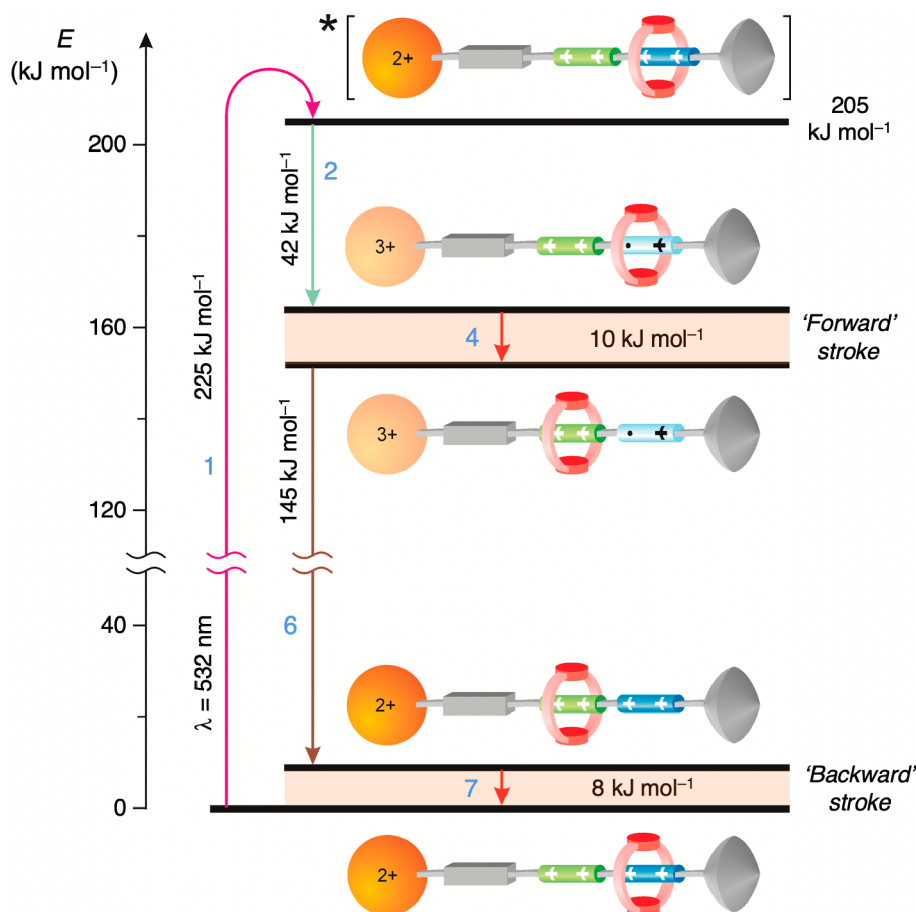 E
(kJ mol⁻¹)
*
2+
205
kJ mol⁻¹
200
42 kJ mol⁻¹
2
3+
225 kJ mol⁻¹
160
4
10 kJ mol⁻¹
'Forward'
stroke
1
145 kJ mol⁻¹
3+
120
40
λ = 532 nm
6
2+
7
8 kJ mol⁻¹
'Backward'
stroke
0
2+